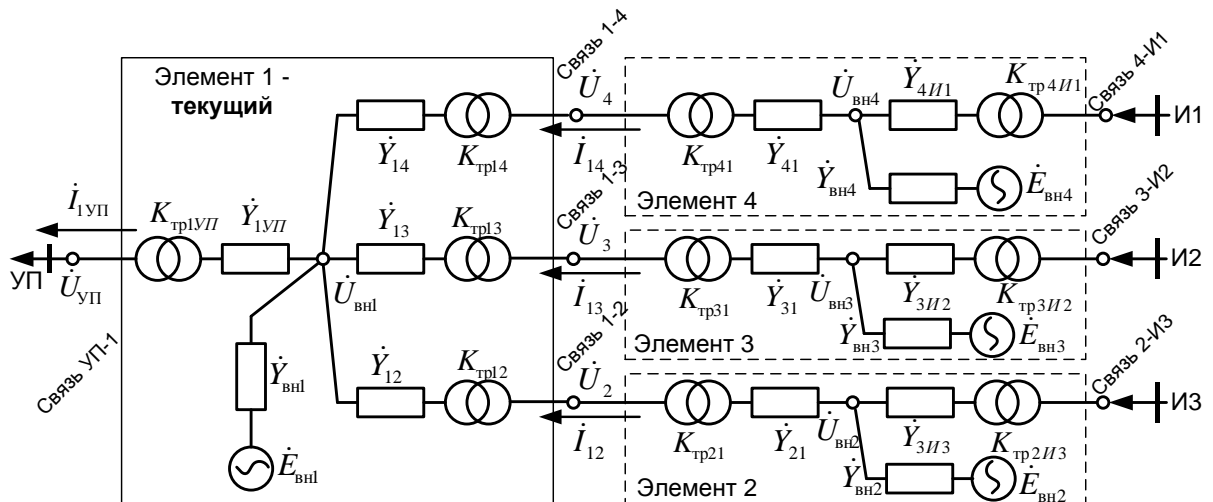 Элемент 1 -
текущий
Связь 1-4
U̇₄
İ₁₄
Ẏ₁₄
Kтр14
Kтр41
Ẏ₄₁
U̇вн4
Ẏ4И1
Kтр4И1
Связь 4-И1
И1
Ẏвн4
Ėвн4
Элемент 4
İ1УП
Kтр1УП
Ẏ1УП
УП
U̇УП
Связь УП-1
U̇вн1
Ẏ₁₃
Kтр13
Связь 1-3
U̇₃
İ₁₃
Kтр31
Ẏ₃₁
U̇вн3
Ẏ3И2
Kтр3И2
Связь 3-И2
И2
Ẏвн3
Ėвн3
Элемент 3
Ẏвн1
Ėвн1
Ẏ₁₂
Kтр12
Связь 1-2
U̇₂
İ₁₂
Kтр21
Ẏ₂₁
U̇вн2
Ẏ3И3
Kтр2И3
Связь 2-И3
И3
Ẏвн2
Ėвн2
Элемент 2